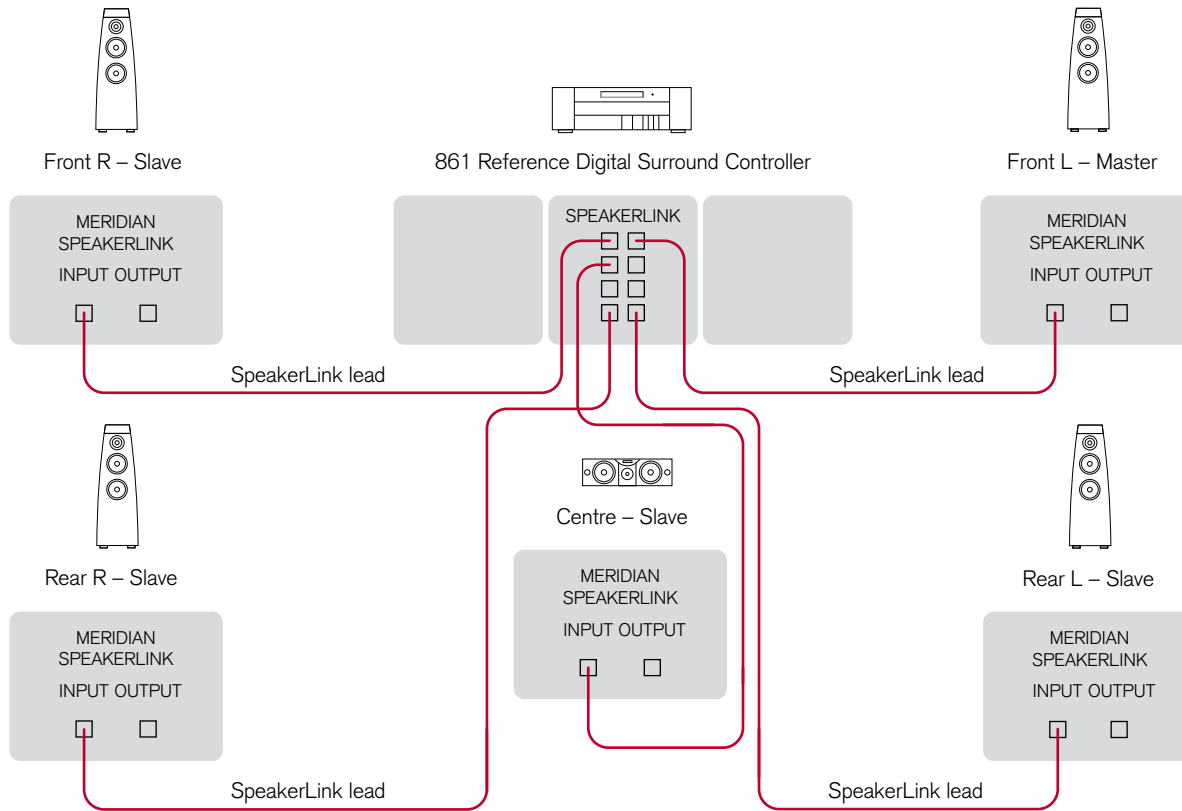 Front R – Slave
861 Reference Digital Surround Controller
Front L – Master
MERIDIAN
SPEAKERLINK
INPUT OUTPUT
SPEAKERLINK
MERIDIAN
SPEAKERLINK
INPUT OUTPUT
SpeakerLink lead
SpeakerLink lead
Rear R – Slave
Centre – Slave
Rear L – Slave
MERIDIAN
SPEAKERLINK
INPUT OUTPUT
MERIDIAN
SPEAKERLINK
INPUT OUTPUT
MERIDIAN
SPEAKERLINK
INPUT OUTPUT
SpeakerLink lead
SpeakerLink lead